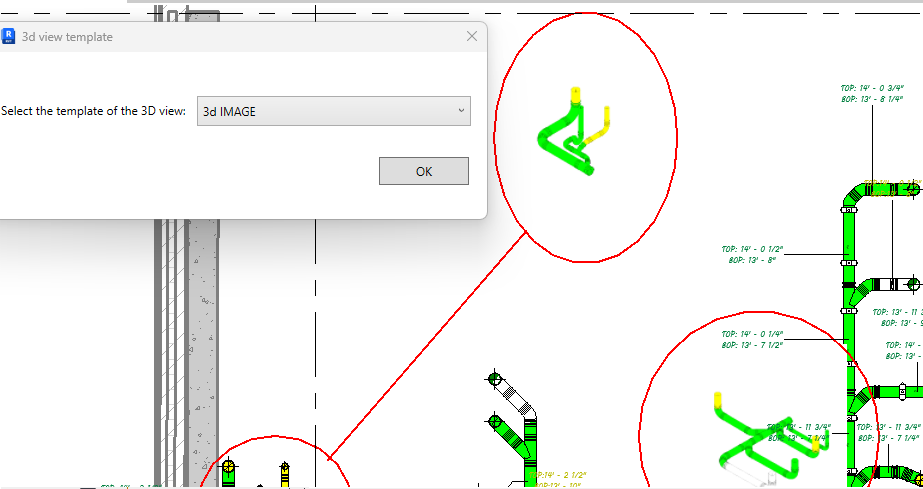 3d view template
Select the template of the 3D view:
3d IMAGE
OK
TOP: 14' - 0 3/4"
BOP: 13' - 8 1/4"
TOP: 14' - 0 1/2"
BOP: 13' - 8"
TOP: 13' - 11
BOP: 13' -
TOP: 14' - 0 1/4"
BOP: 13' - 7 1/2"
TOP: 14' -
BOP: 13' -
TOP: 13' - 11 3/4"
BOP: 13' - 7 1/4"
TOP: 13' - 11 3/4"
BOP: 13' - 7 1/4"
TOP:14' - 2 1/2"
BOP: 13' - 10"